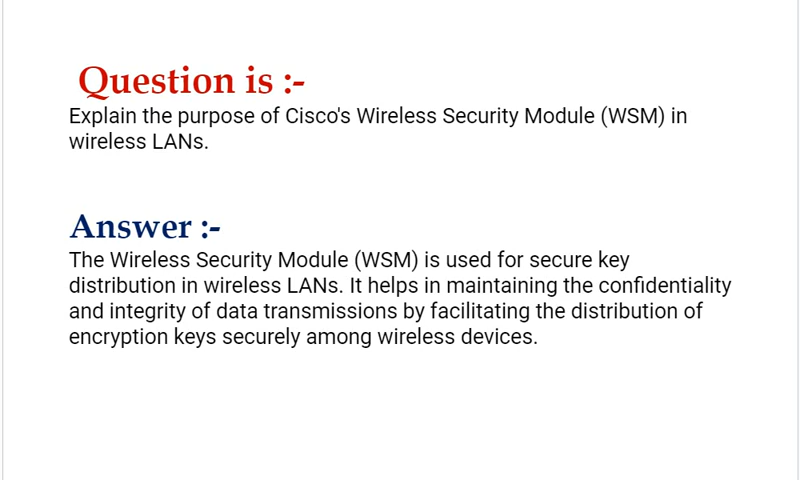 Question is :-
Explain the purpose of Cisco's Wireless Security Module (WSM) in
wireless LANs.
Answer :-
The Wireless Security Module (WSM) is used for secure key
distribution in wireless LANs. It helps in maintaining the confidentiality
and integrity of data transmissions by facilitating the distribution of
encryption keys securely among wireless devices.